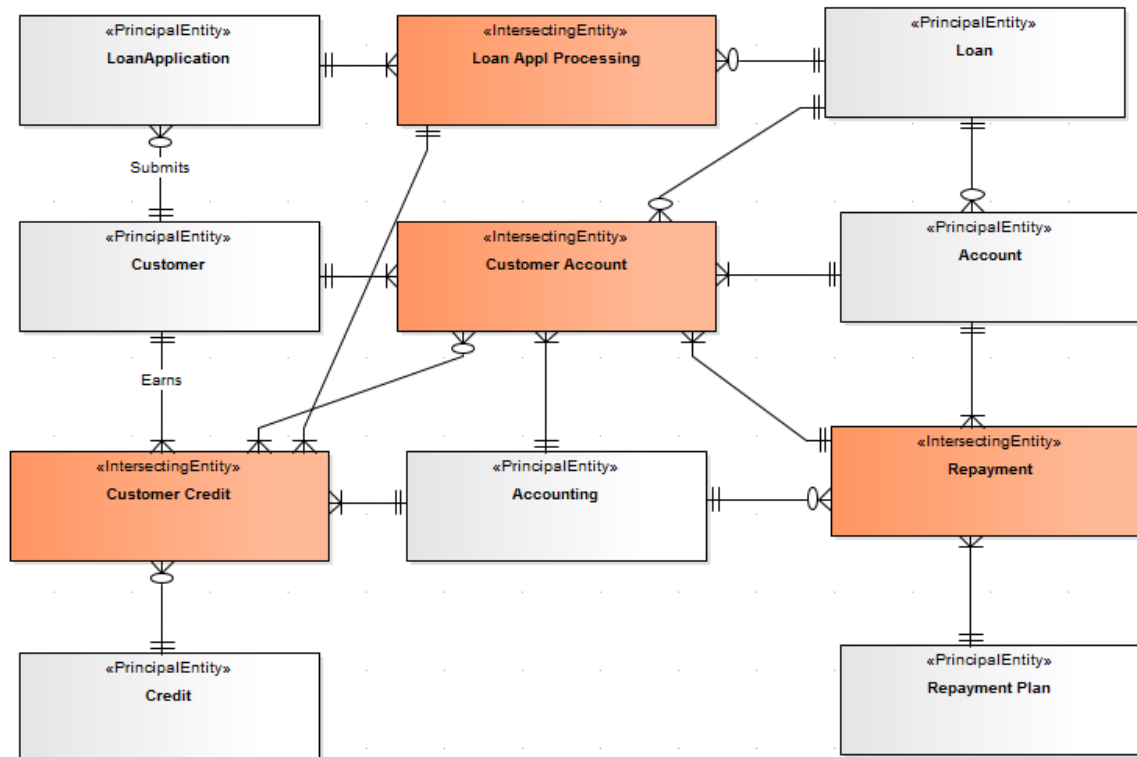 «PrincipalEntity»
LoanApplication
«IntersectingEntity»
Loan Appl Processing
«PrincipalEntity»
Loan
Submits
«PrincipalEntity»
Customer
«IntersectingEntity»
Customer Account
«PrincipalEntity»
Account
Earns
«IntersectingEntity»
Customer Credit
«PrincipalEntity»
Accounting
«IntersectingEntity»
Repayment
«PrincipalEntity»
Credit
«PrincipalEntity»
Repayment Plan